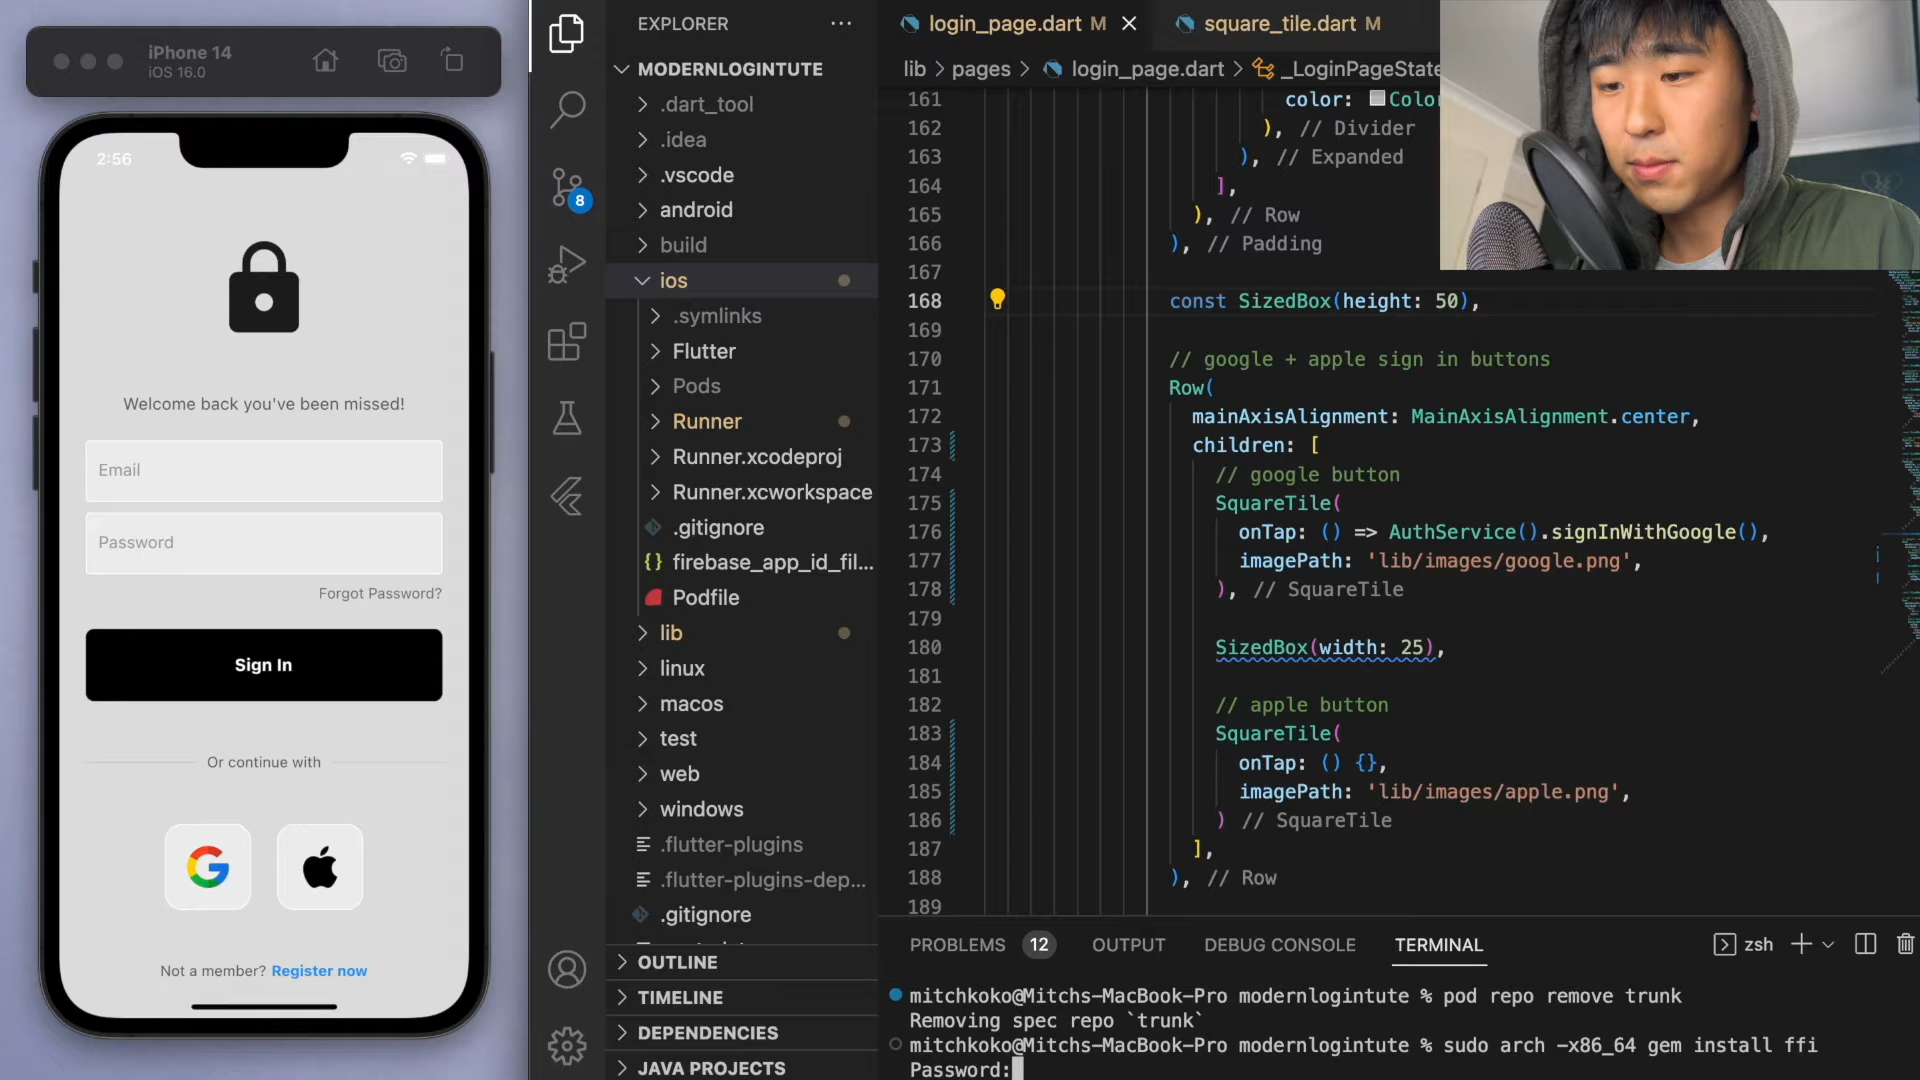 iPhone 14
iOS 16.0
2:56
Welcome back you've been missed!
Email
Password
Forgot Password?
Sign In
Or continue with
G
Not a member? Register now
8
EXPLORER
MODERNLOGINTUTE
.dart_tool
.idea
.vscode
android
build
ios
.symlinks
Flutter
Pods
Runner
Runner.xcodeproj
Runner.xcworkspace
.gitignore
{} firebase_app_id_fil...
Podfile
lib
linux
macos
test
web
windows
.flutter-plugins
.flutter-plugins-dep...
.gitignore
OUTLINE
TIMELINE
DEPENDENCIES
JAVA PROJECTS
login_page.dart M
square_tile.dart M
lib > pages > login_page.dart > _LoginPageState
161 color: Color
162 ), // Divider
163 ), // Expanded
164 ],
165 ), // Row
166 ), // Padding
167
168 const SizedBox(height: 50),
169
170 // google + apple sign in buttons
171 Row(
172 mainAxisAlignment: MainAxisAlignment.center,
173 children: [
174 // google button
175 SquareTile(
176 onTap: () => AuthService().signInWithGoogle(),
177 imagePath: 'lib/images/google.png',
178 ), // SquareTile
179
180 SizedBox(width: 25),
181
182 // apple button
183 SquareTile(
184 onTap: () {},
185 imagePath: 'lib/images/apple.png',
186 ) // SquareTile
187 ],
188 ), // Row
189
PROBLEMS 12 OUTPUT DEBUG CONSOLE TERMINAL zsh
mitchkoko@Mitchs-MacBook-Pro modernlogintute % pod repo remove trunk
Removing spec repo `trunk`
mitchkoko@Mitchs-MacBook-Pro modernlogintute % sudo arch -x86_64 gem install ffi
Password: